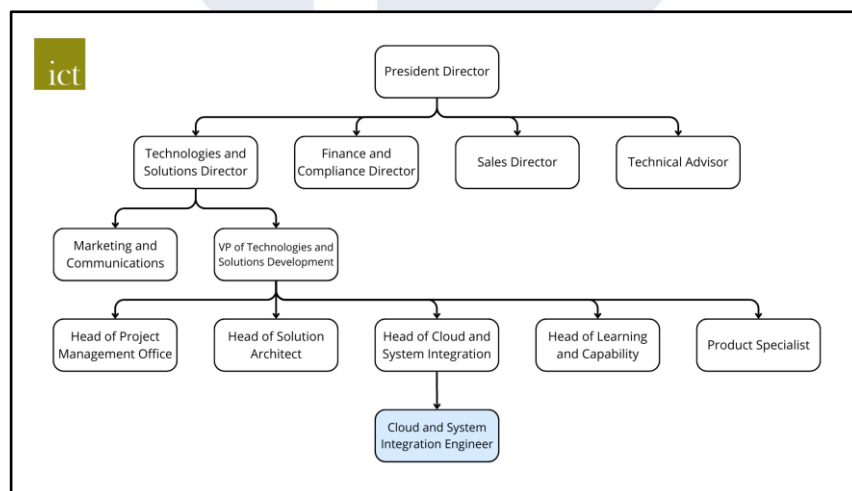 ict
President Director
Technologies and
Solutions Director
Finance and
Compliance Director
Sales Director
Technical Advisor
Marketing and
Communications
VP of Technologies and
Solutions Development
Head of Project
Management Office
Head of Solution
Architect
Head of Cloud and
System Integration
Head of Learning
and Capability
Product Specialist
Cloud and System
Integration Engineer